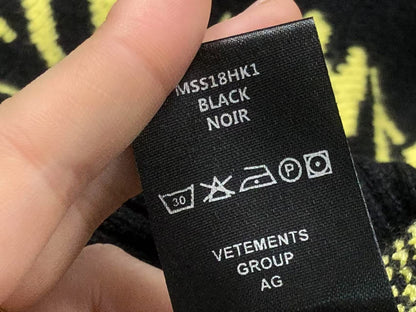 MSS18HK1
BLACK
NOIR
30 P
VETEMENTS
GROUP
AG